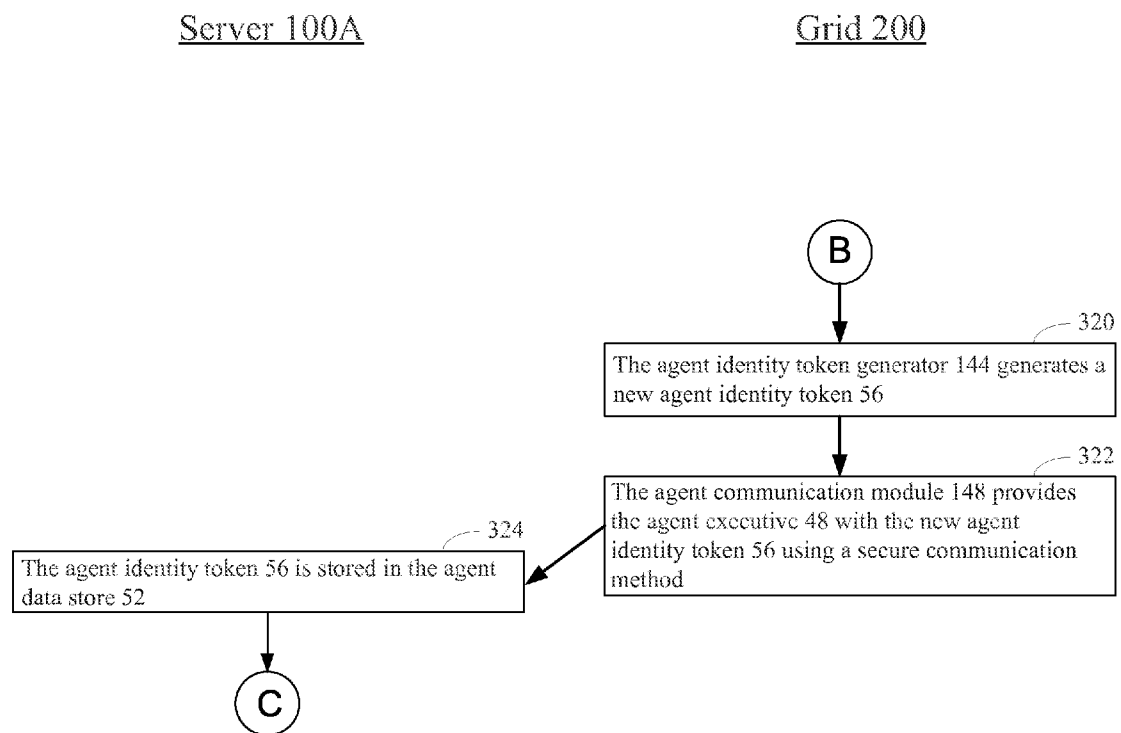 Server 100A
Grid 200
B
320
The agent identity token generator 144 generates a
new agent identity token 56
322
The agent communication module 148 provides
the agent executive 48 with the new agent
identity token 56 using a secure communication
method
324
The agent identity token 56 is stored in the agent
data store 52
C